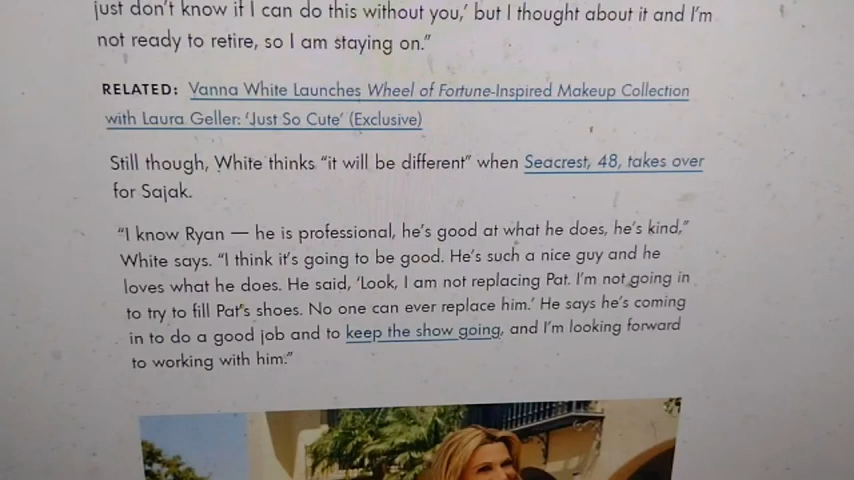 just don't know if I can do this without you,' but I thought about it and I'm
not ready to retire, so I am staying on.”
RELATED: Vanna White Launches Wheel of Fortune-Inspired Makeup Collection
with Laura Geller: 'Just So Cute' (Exclusive)
Still though, White thinks “it will be different” when Seacrest, 48, takes over
for Sajak.
“I know Ryan — he is professional, he's good at what he does, he's kind,”
White says. “I think it's going to be good. He's such a nice guy and he
loves what he does. He said, 'Look, I am not replacing Pat. I'm not going in
to try to fill Pat's shoes. No one can ever replace him.' He says he's coming
in to do a good job and to keep the show going, and I'm looking forward
to working with him.”